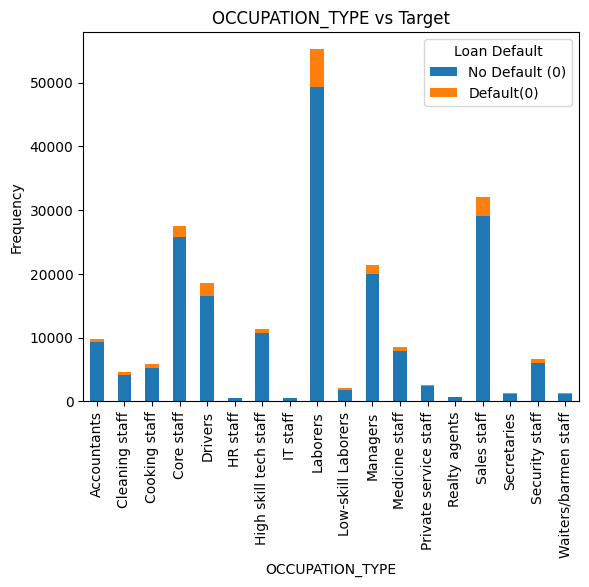 OCCUPATION_TYPE vs Target
Loan Default
No Default (0)
Default(0)
Frequency
50000
40000
30000
20000
10000
0
Accountants
Cleaning staff
Cooking staff
Core staff
Drivers
HR staff
High skill tech staff
IT staff
Laborers
Low-skill Laborers
Managers
Medicine staff
Private service staff
Realty agents
Sales staff
Secretaries
Security staff
Waiters/barmen staff
OCCUPATION_TYPE